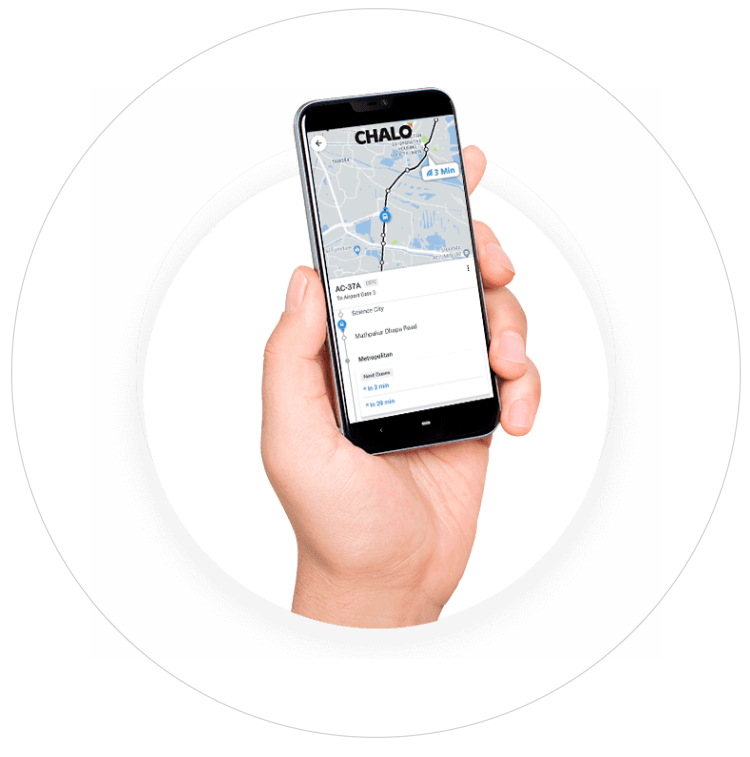 CHALO
3 Min
AC-37A
To Airport Gate 3
Science City
Mathpukur Dhapa Road
Metropolitan
Next Buses
In 3 min
In 28 min